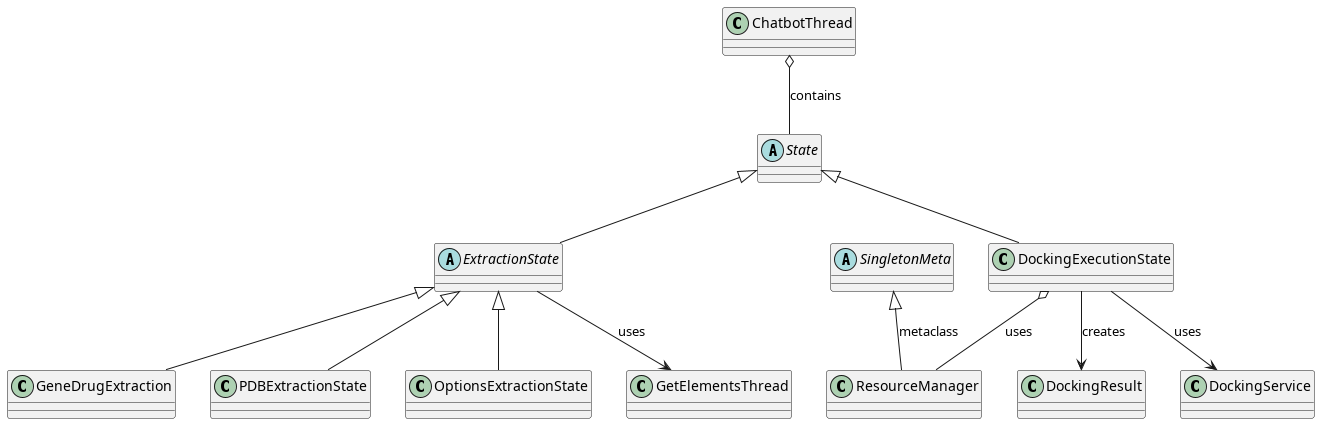 C ChatbotThread
contains
A State
A ExtractionState
A SingletonMeta
C DockingExecutionState
uses
metaclass
uses
creates
uses
C GeneDrugExtraction
C PDBExtractionState
C OptionsExtractionState
C GetElementsThread
C ResourceManager
C DockingResult
C DockingService